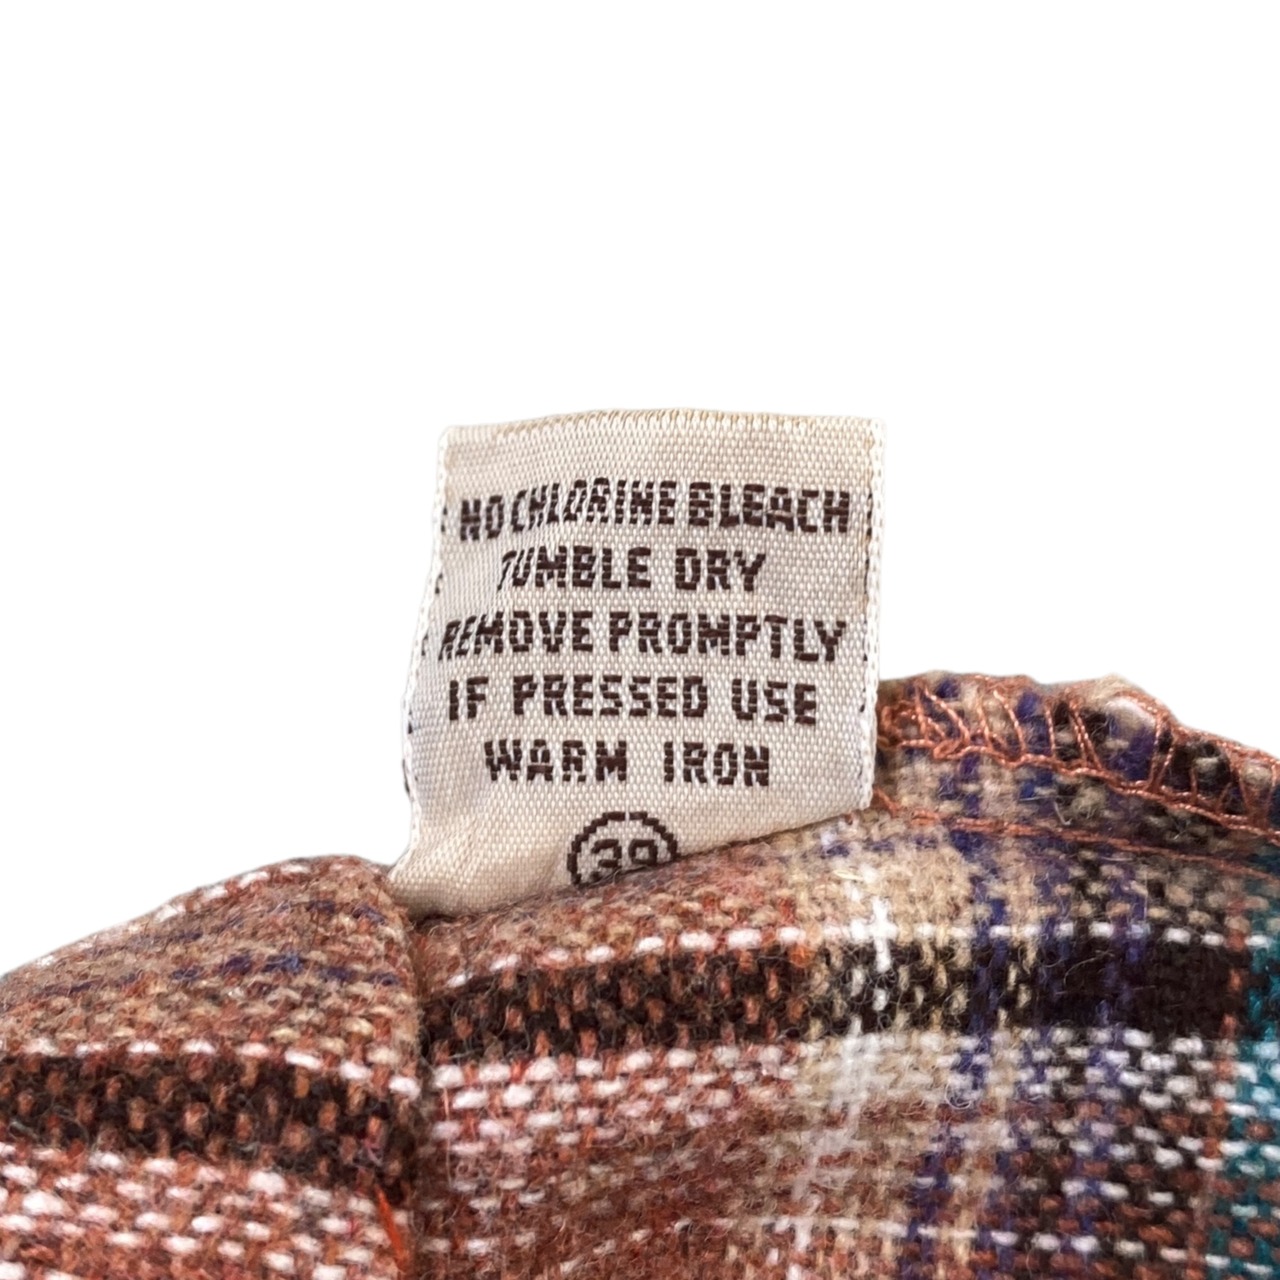 NO CHLORINE BLEACH
TUMBLE DRY
REMOVE PROMPTLY
IF PRESSED USE
WARM IRON
39